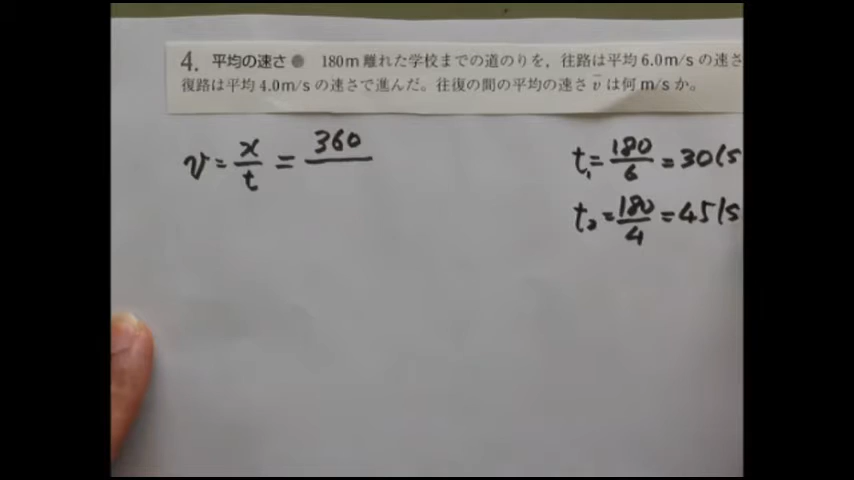 4. 平均の速さ ● 180m 離れた学校までの道のりを，往路は平均 6.0m/s の速さ
復路は平均 4.0m/s の速さで進んだ。往復の間の平均の速さ v̅ は何 m/s か。
v = x/t = 360/
t₁ = 180/6 = 30(s
t₂ = 180/4 = 45(s